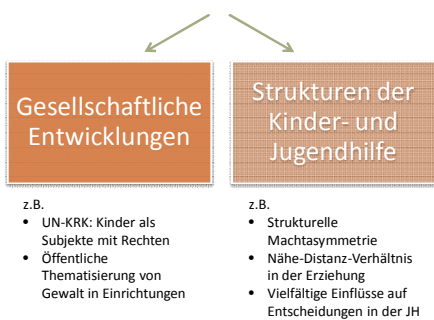 Gesellschaftliche
Entwicklungen
z.B.
• UN-KRK: Kinder als
Subjekte mit Rechten
• Öffentliche
Thematisierung von
Gewalt in Einrichtungen
Strukturen der
Kinder- und
Jugendhilfe
z.B.
• Strukturelle
Machtasymmetrie
• Nähe-Distanz-Verhältnis
in der Erziehung
• Vielfältige Einflüsse auf
Entscheidungen in der JH